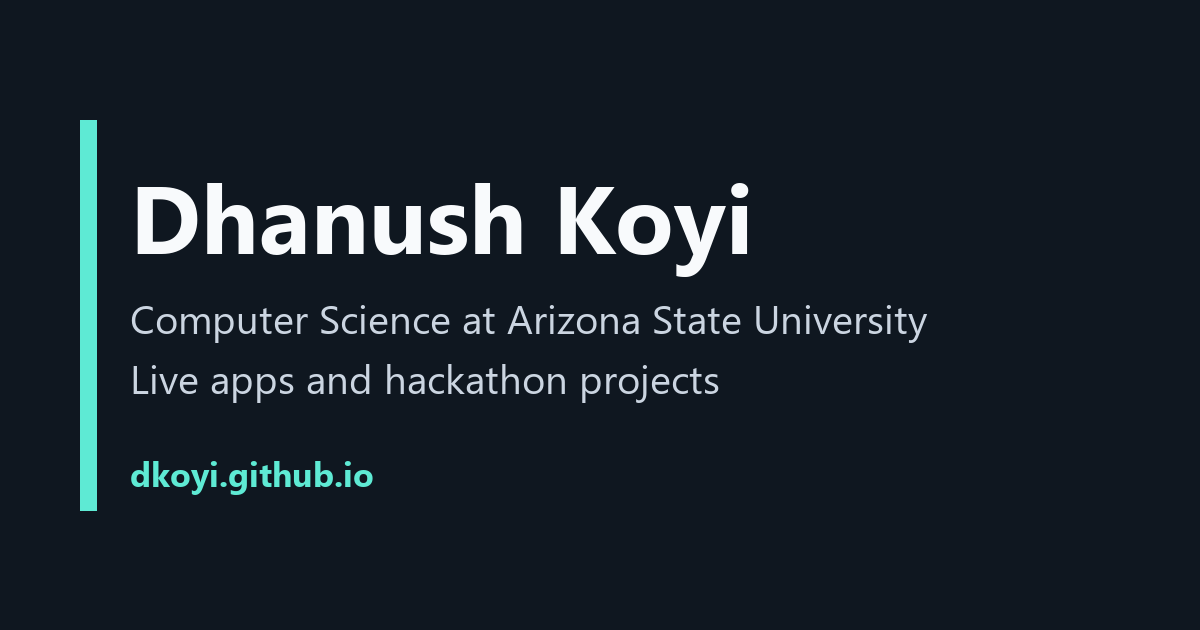 Dhanush Koyi
Computer Science at Arizona State University
Live apps and hackathon projects
dkoyi.github.io